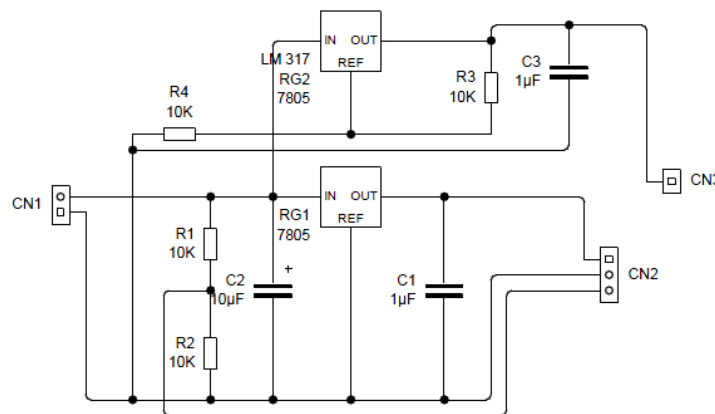 IN OUT
LM 317
REF
RG2
7805
R3
10K
C3
1µF
R4
10K
CN3
CN1
IN OUT
RG1
REF
7805
R1
10K
+
C2
10µF
C1
1µF
CN2
R2
10K